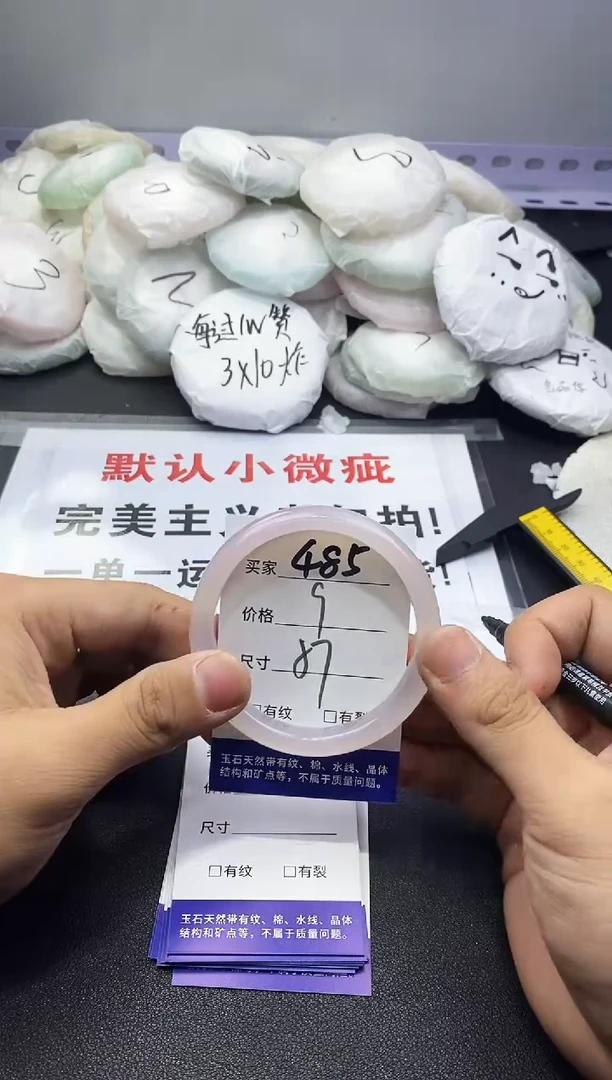 每过1W赞
3×10炸
默认小微疵
完美主义
一单一运
买家 485
价格 9
尺寸 57
有纹 □有裂
玉石天然带有纹、棉、水线、晶体
结构和矿点等，不属于质量问题。
尺寸
□有纹 □有裂
玉石天然带有纹、棉、水线、晶体
结构和矿点等，不属于质量问题。